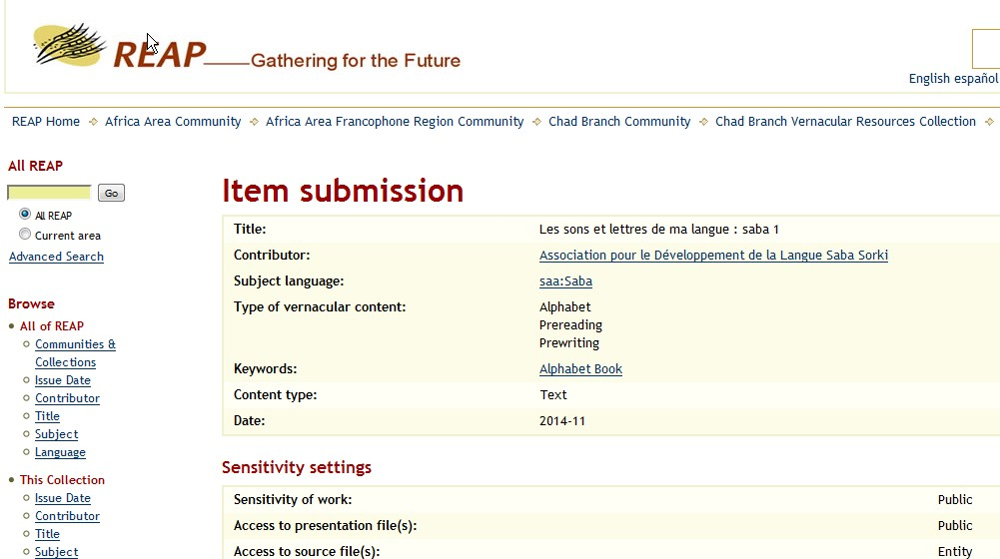 REAP Gathering for the Future
English español
REAP Home Africa Area Community Africa Area Francophone Region Community Chad Branch Community Chad Branch Vernacular Resources Collection
All REAP
Go
All REAP
Current area
Advanced Search
Browse
All of REAP
Communities &
Collections
Issue Date
Contributor
Title
Subject
Language
This Collection
Issue Date
Contributor
Title
Subject
Item submission
Title: Les sons et lettres de ma langue : saba 1
Contributor: Association pour le Développement de la Langue Saba Sorki
Subject language: saa:Saba
Type of vernacular content: Alphabet
Prereading
Prewriting
Keywords: Alphabet Book
Content type: Text
Date: 2014-11
Sensitivity settings
Sensitivity of work: Public
Access to presentation file(s): Public
Access to source file(s): Entity